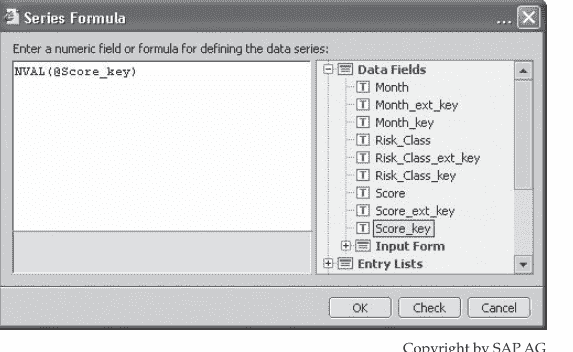 Series Formula
...
Enter a numeric field or formula for defining the data series:
NVAL(@Score_key)
Data Fields
Month
Month_ext_key
Month_key
Risk_Class
Risk_Class_ext_key
Risk_Class_key
Score
Score_ext_key
Score_key
Input Form
Entry Lists
OK Check Cancel
Copyright by SAP AG